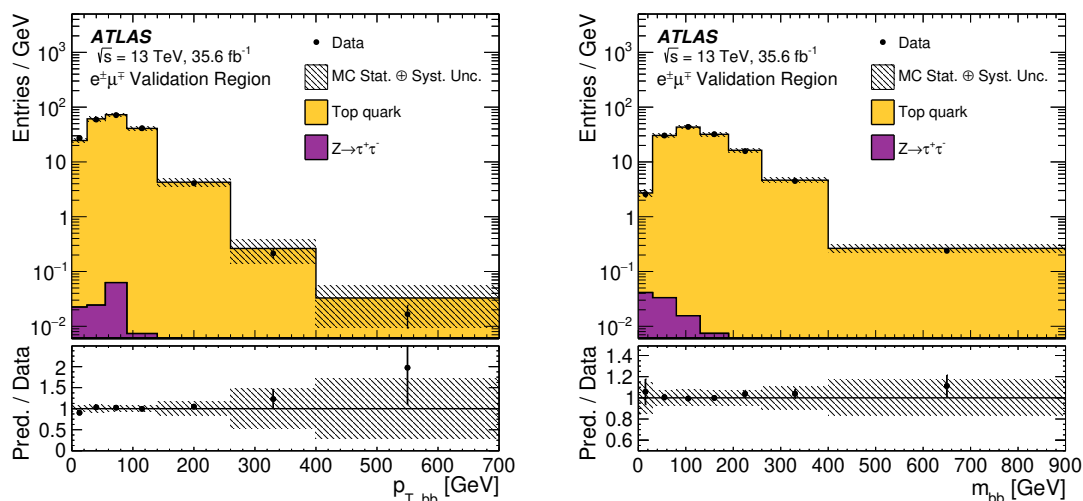 Entries / GeV
10³
10²
10
1
10⁻¹
10⁻²
ATLAS
√s = 13 TeV, 35.6 fb⁻¹
e±μ∓ Validation Region
Data
MC Stat. ⊕ Syst. Unc.
Top quark
Z→τ⁺τ⁻
Pred. / Data
2
1.5
1
0.5
0
0 100 200 300 400 500 600 700
p_T, bb [GeV]
Entries / GeV
10³
10²
10
1
10⁻¹
10⁻²
ATLAS
√s = 13 TeV, 35.6 fb⁻¹
e±μ∓ Validation Region
Data
MC Stat. ⊕ Syst. Unc.
Top quark
Z→τ⁺τ⁻
Pred. / Data
1.4
1.2
1.0
0.8
0.6
0 100 200 300 400 500 600 700 800 900
m_bb [GeV]